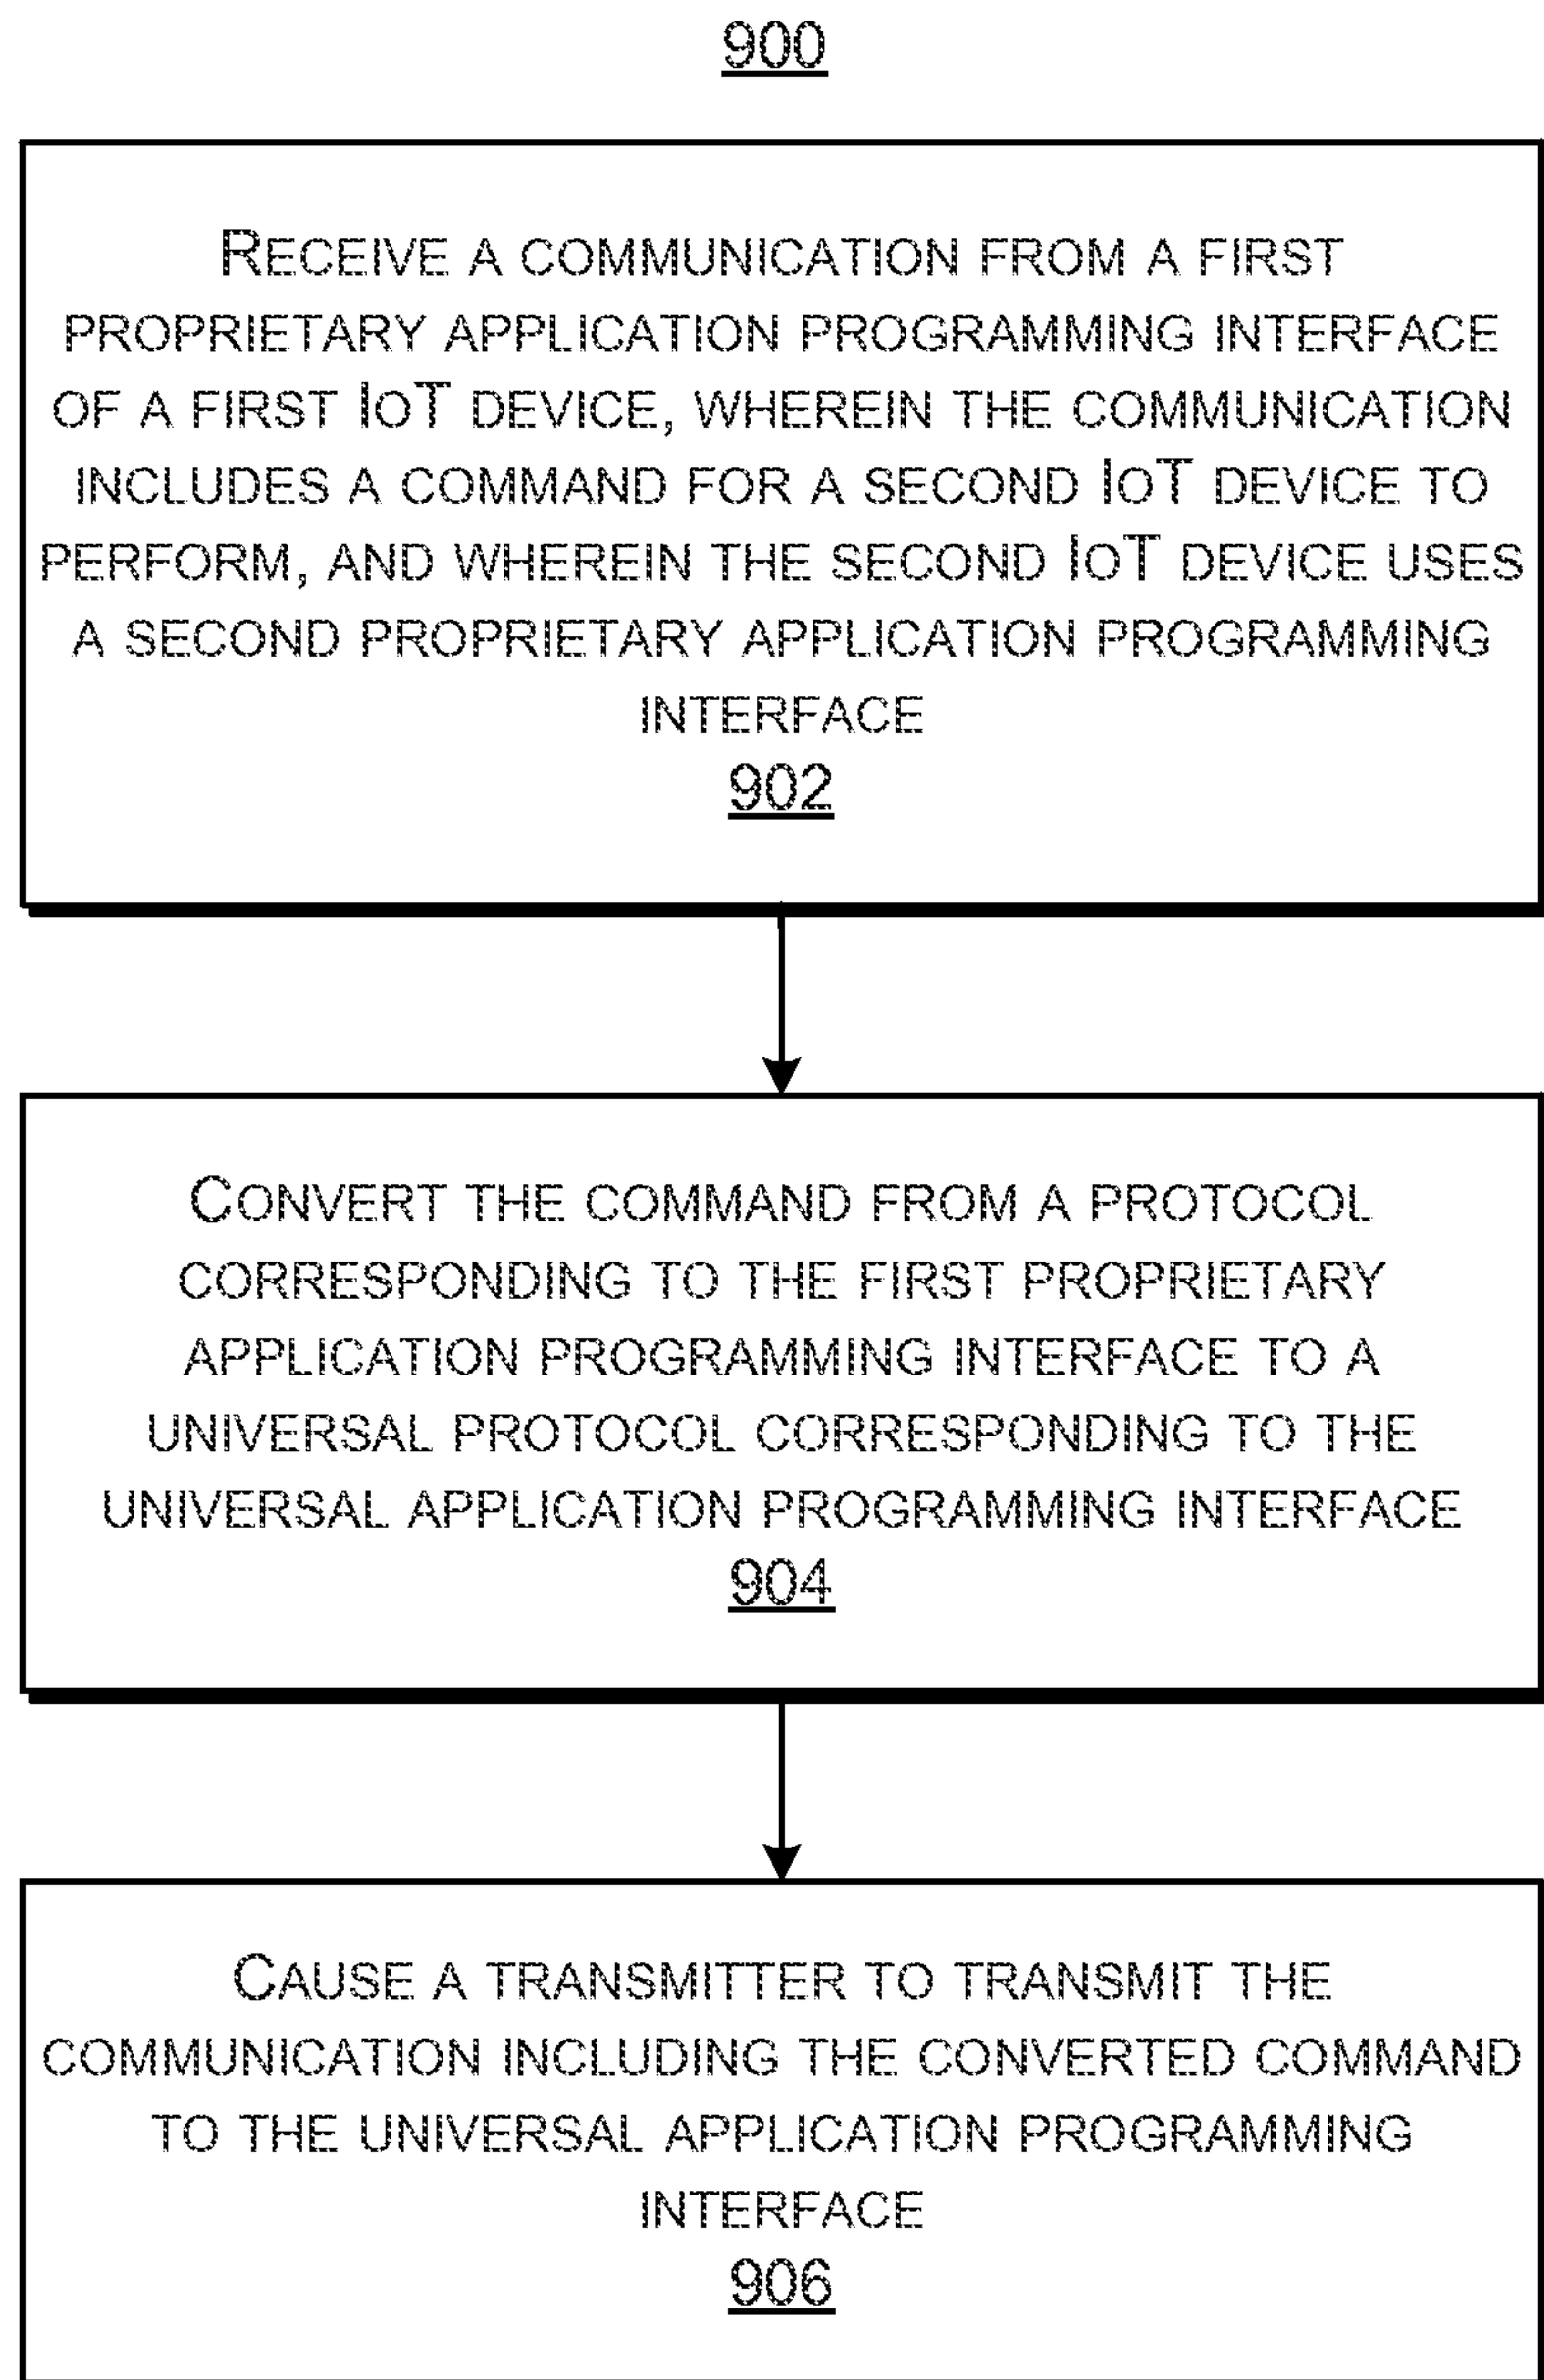 900
RECEIVE A COMMUNICATION FROM A FIRST
PROPRIETARY APPLICATION PROGRAMMING INTERFACE
OF A FIRST IOT DEVICE, WHEREIN THE COMMUNICATION
INCLUDES A COMMAND FOR A SECOND IOT DEVICE TO
PERFORM, AND WHEREIN THE SECOND IOT DEVICE USES
A SECOND PROPRIETARY APPLICATION PROGRAMMING
INTERFACE
902
CONVERT THE COMMAND FROM A PROTOCOL
CORRESPONDING TO THE FIRST PROPRIETARY
APPLICATION PROGRAMMING INTERFACE TO A
UNIVERSAL PROTOCOL CORRESPONDING TO THE
UNIVERSAL APPLICATION PROGRAMMING INTERFACE
904
CAUSE A TRANSMITTER TO TRANSMIT THE
COMMUNICATION INCLUDING THE CONVERTED COMMAND
TO THE UNIVERSAL APPLICATION PROGRAMMING
INTERFACE
906